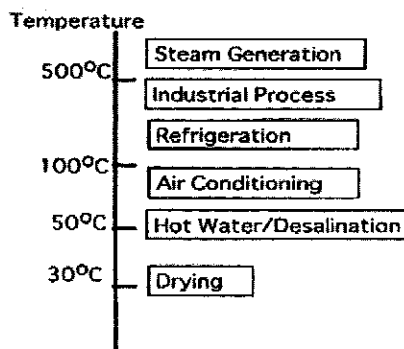 Temperature
Steam Generation
500°C
Industrial Process
Refrigeration
100°C
Air Conditioning
50°C
Hot Water/Desalination
30°C
Drying